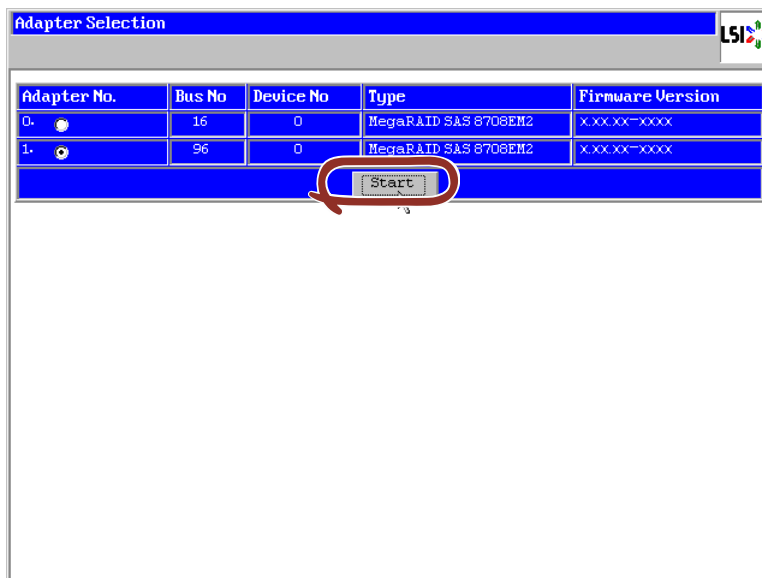 Adapter Selection
LSI
Adapter No. Bus No Device No Type Firmware Version
0. 16 0 MegaRAID SAS 8708EM2 X.XX.XX-XXXX
1. 96 0 MegaRAID SAS 8708EM2 X.XX.XX-XXXX
Start